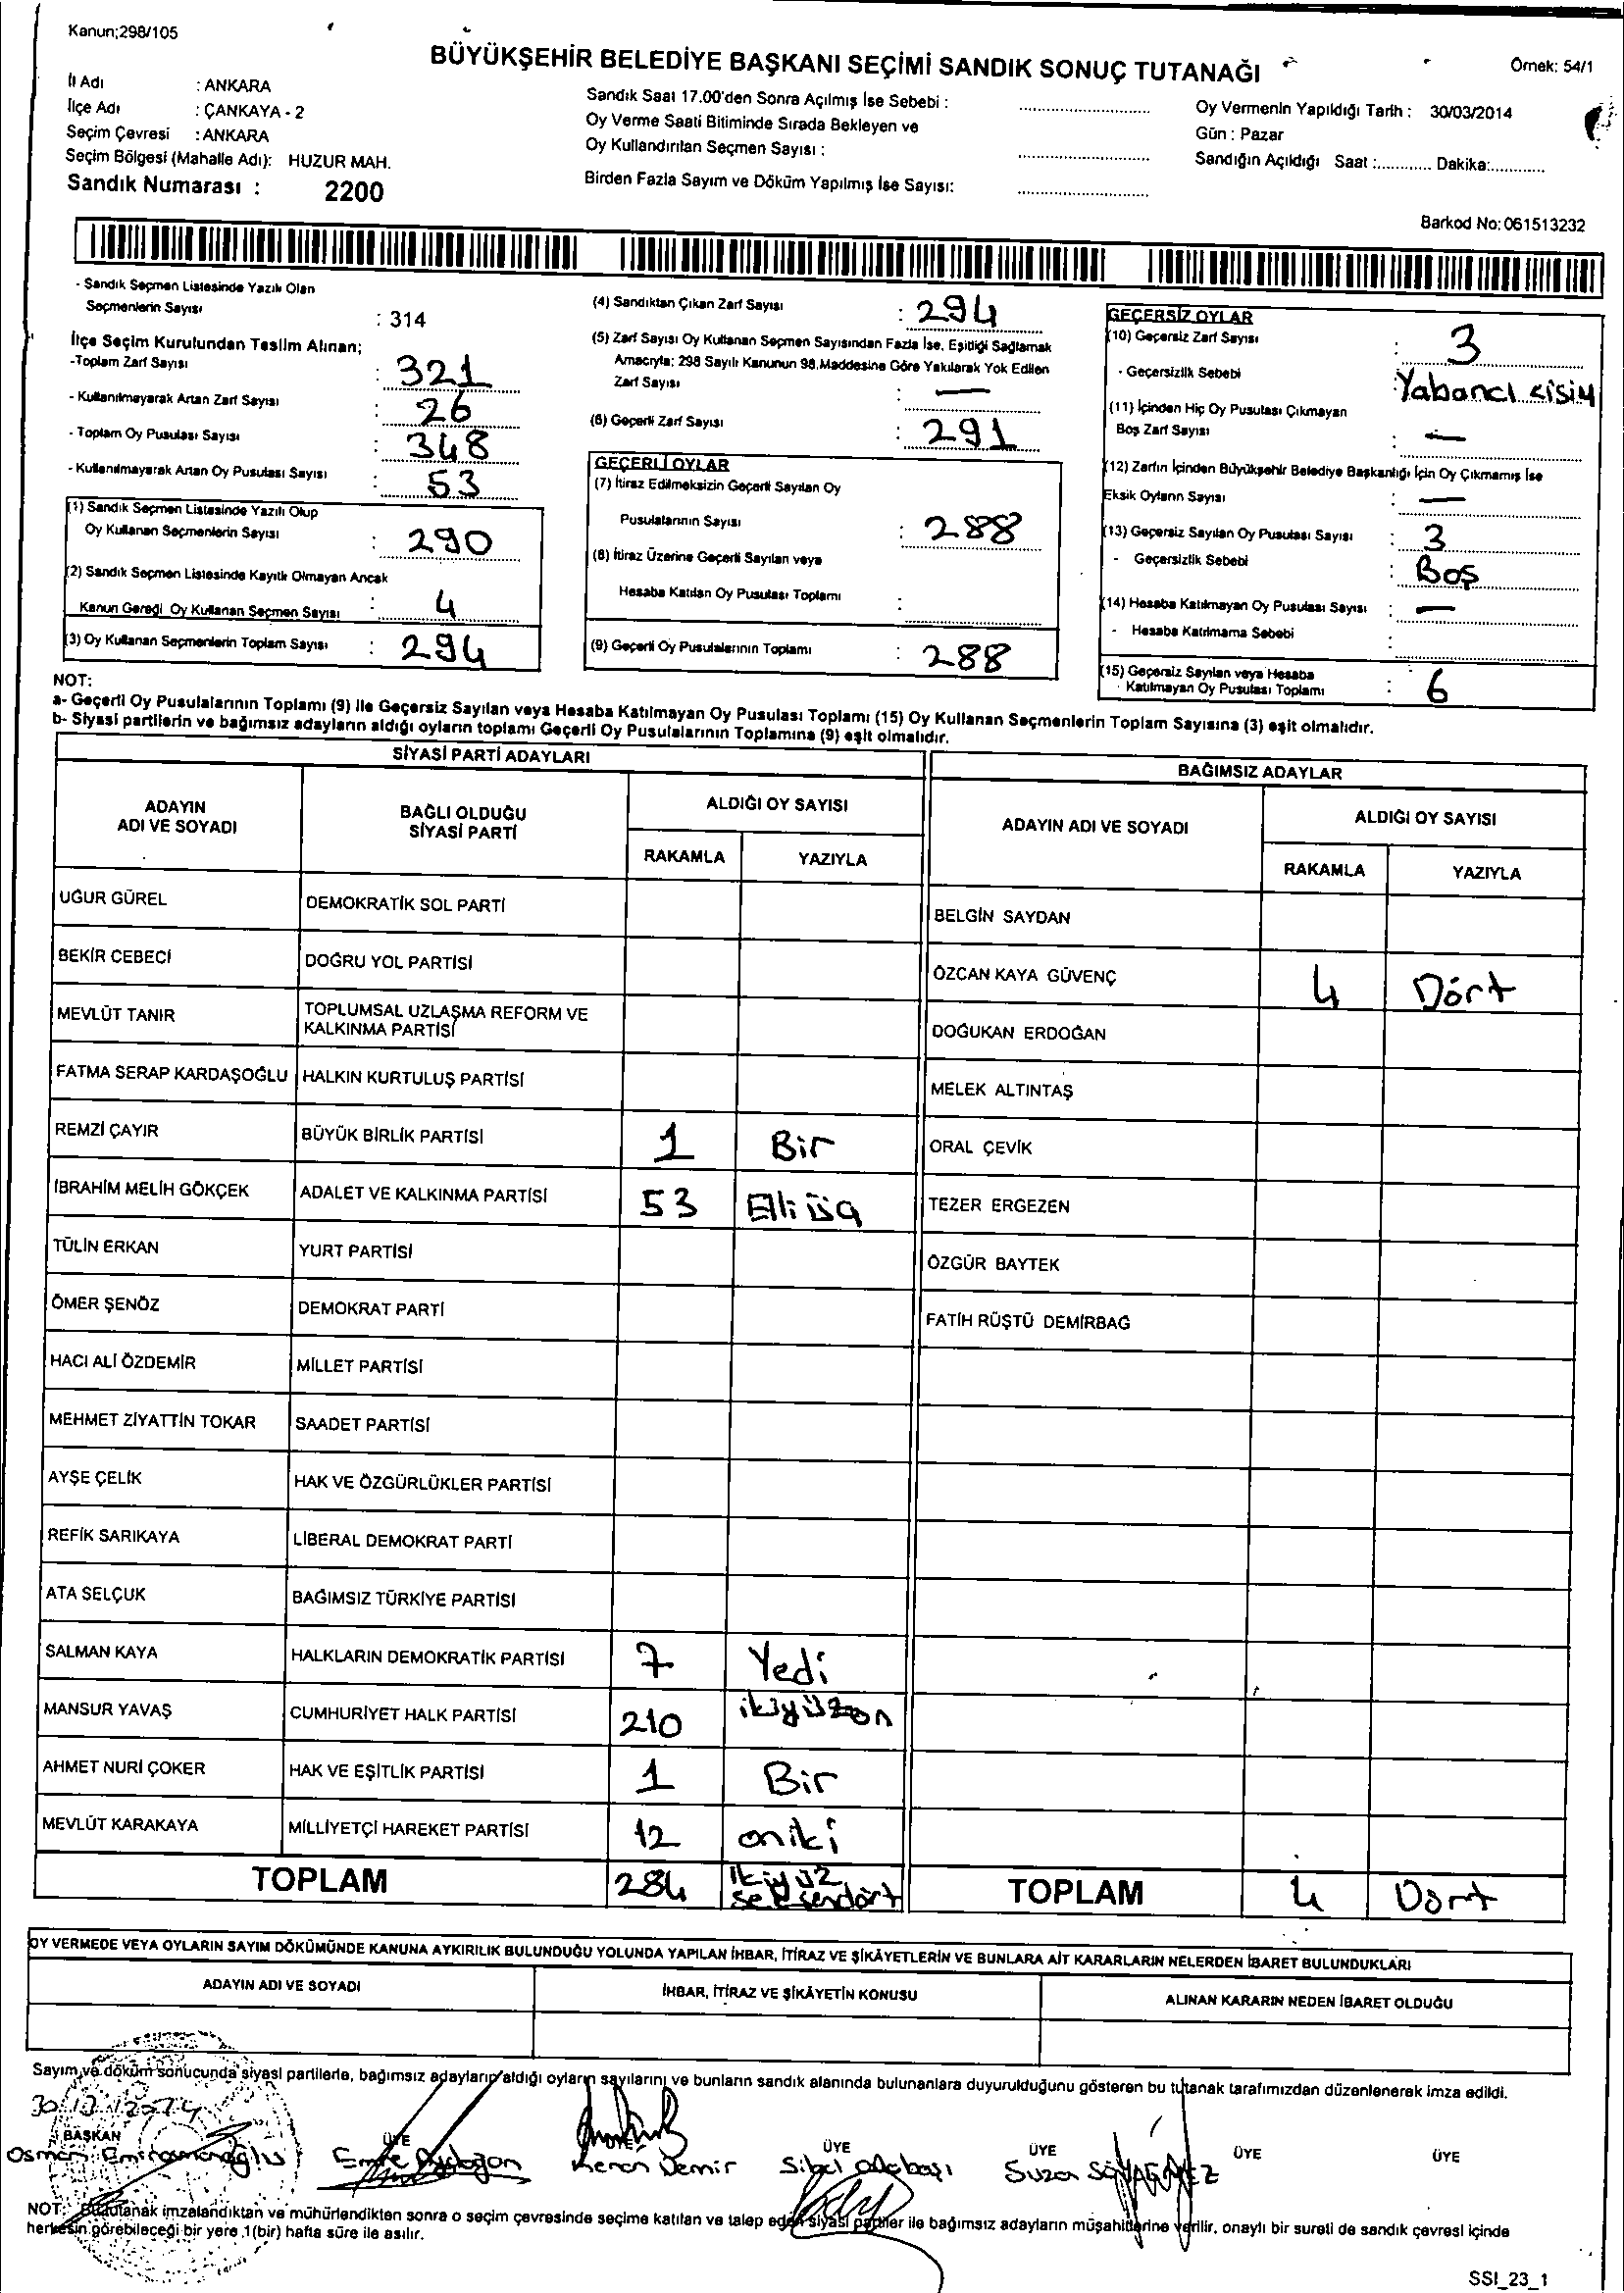 Kanun;298/105
BÜYÜKŞEHİR BELEDİYE BAŞKANI SEÇİMİ SANDIK SONUÇ TUTANAĞI
Örnek: 54/1
İl Adı : ANKARA
İlçe Adı : ÇANKAYA - 2
Seçim Çevresi : ANKARA
Seçim Bölgesi (Mahalle Adı): HUZUR MAH.
Sandık Numarası : 2200
Sandık Saat 17.00'den Sonra Açılmış İse Sebebi :
Oy Verme Saati Bitiminde Sırada Bekleyen ve
Oy Kullandırılan Seçmen Sayısı :
Birden Fazla Sayım ve Döküm Yapılmış İse Sayısı:
Oy Vermenin Yapıldığı Tarih : 30/03/2014
Gün : Pazar
Sandığın Açıldığı Saat :............ Dakika:............
Barkod No: 061513232
- Sandık Seçmen Listesinde Yazılı Olan
Seçmenlerin Sayısı : 314
İlçe Seçim Kurulundan Teslim Alınan;
-Toplam Zarf Sayısı : 321
- Kullanılmayarak Artan Zarf Sayısı : 26
- Toplam Oy Pusulası Sayısı : 348
- Kullanılmayarak Artan Oy Pusulası Sayısı : 53
(1) Sandık Seçmen Listesinde Yazılı Olup
Oy Kullanan Seçmenlerin Sayısı : 290
(2) Sandık Seçmen Listesinde Kayıtlı Olmayan Ancak
Kanun Gereği Oy Kullanan Seçmen Sayısı : 4
(3) Oy Kullanan Seçmenlerin Toplam Sayısı : 294
(4) Sandıktan Çıkan Zarf Sayısı : 294
(5) Zarf Sayısı Oy Kullanan Seçmen Sayısından Fazla İse, Eşitliği Sağlamak
Amacıyla; 298 Sayılı Kanunun 98.Maddesine Göre Yakılarak Yok Edilen
Zarf Sayısı : —
(6) Geçerli Zarf Sayısı : 291
GEÇERLİ OYLAR
(7) İtiraz Edilmeksizin Geçerli Sayılan Oy
Pusulalarının Sayısı : 288
(8) İtiraz Üzerine Geçerli Sayılan veya
Hesaba Katılan Oy Pusulası Toplamı :
(9) Geçerli Oy Pusulalarının Toplamı : 288
GEÇERSİZ OYLAR
(10) Geçersiz Zarf Sayısı : 3
- Geçersizlik Sebebi : Yabancı
(11) İçinden Hiç Oy Pusulası Çıkmayan
Boş Zarf Sayısı : —
(12) Zarfın İçinden Büyükşehir Belediye Başkanlığı İçin Oy Çıkmamış İse
Eksik Oyların Sayısı : —
(13) Geçersiz Sayılan Oy Pusulası Sayısı : 3
- Geçersizlik Sebebi : Boş
(14) Hesaba Katılmayan Oy Pusulası Sayısı : —
- Hesaba Katılmama Sebebi :
(15) Geçersiz Sayılan veya Hesaba
Katılmayan Oy Pusulası Toplamı : 6
NOT:
a- Geçerli Oy Pusulalarının Toplamı (9) ile Geçersiz Sayılan veya Hesaba Katılmayan Oy Pusulası Toplamı (15) Oy Kullanan Seçmenlerin Toplam Sayısına (3) eşit olmalıdır.
b- Siyasi partilerin ve bağımsız adayların aldığı oyların toplamı Geçerli Oy Pusulalarının Toplamına (9) eşit olmalıdır.
SİYASİ PARTİ ADAYLARI
ADAYIN ADI VE SOYADI
BAĞLI OLDUĞU SİYASİ PARTİ
ALDIĞI OY SAYISI
RAKAMLA YAZIYLA
UĞUR GÜREL DEMOKRATİK SOL PARTİ
BEKİR CEBECİ DOĞRU YOL PARTİSİ
MEVLÜT TANIR TOPLUMSAL UZLAŞMA REFORM VE
KALKINMA PARTİSİ
FATMA SERAP KARDAŞOĞLU HALKIN KURTULUŞ PARTİSİ
REMZİ ÇAYIR BÜYÜK BİRLİK PARTİSİ 1 Bir
İBRAHİM MELİH GÖKÇEK ADALET VE KALKINMA PARTİSİ 53 Elli üç
TÜLİN ERKAN YURT PARTİSİ
ÖMER ŞENÖZ DEMOKRAT PARTİ
HACI ALİ ÖZDEMİR MİLLET PARTİSİ
MEHMET ZİYATTİN TOKAR SAADET PARTİSİ
AYŞE ÇELİK HAK VE ÖZGÜRLÜKLER PARTİSİ
REFİK SARIKAYA LİBERAL DEMOKRAT PARTİ
ATA SELÇUK BAĞIMSIZ TÜRKİYE PARTİSİ
SALMAN KAYA HALKLARIN DEMOKRATİK PARTİSİ 7 Yedi
MANSUR YAVAŞ CUMHURİYET HALK PARTİSİ 210 ikiyüzon
AHMET NURİ ÇOKER HAK VE EŞİTLİK PARTİSİ 1 Bir
MEVLÜT KARAKAYA MİLLİYETÇİ HAREKET PARTİSİ 12 oniki
TOPLAM 284 ikiyüz
seksendört
BAĞIMSIZ ADAYLAR
ADAYIN ADI VE SOYADI
ALDIĞI OY SAYISI
RAKAMLA YAZIYLA
BELGİN SAYDAN
ÖZCAN KAYA GÜVENÇ 4 Dört
DOĞUKAN ERDOĞAN
MELEK ALTINTAŞ
ORAL ÇEVİK
TEZER ERGEZEN
ÖZGÜR BAYTEK
FATİH RÜŞTÜ DEMİRBAĞ
TOPLAM 4 Dört
OY VERMEDE VEYA OYLARIN SAYIM DÖKÜMÜNDE KANUNA AYKIRILIK BULUNDUĞU YOLUNDA YAPILAN İHBAR, İTİRAZ VE ŞİKÂYETLERİN VE BUNLARA AİT KARARLARIN NELERDEN İBARET BULUNDUKLARI
ADAYIN ADI VE SOYADI İHBAR, İTİRAZ VE ŞİKÂYETİN KONUSU ALINAN KARARIN NEDEN İBARET OLDUĞU
Sayım ve döküm sonucunda siyasi partilerle, bağımsız adayların aldığı oyların sayılarını ve bunların sandık alanında bulunanlara duyurulduğunu gösteren bu tutanak tarafımızdan düzenlenerek imza edildi.
BAŞKAN ÜYE ÜYE ÜYE ÜYE ÜYE ÜYE
Osman Emre Kenan Demir Sibel Suzan
NOT: Bu tutanak imzalandıktan ve mühürlendikten sonra o seçim çevresinde seçime katılan ve talep eden siyasi partiler ile bağımsız adayların müşahitlerine verilir, onaylı bir sureti de sandık çevresi içinde
herkesin görebileceği bir yere 1(bir) hafta süre ile asılır.
SSI_23_1